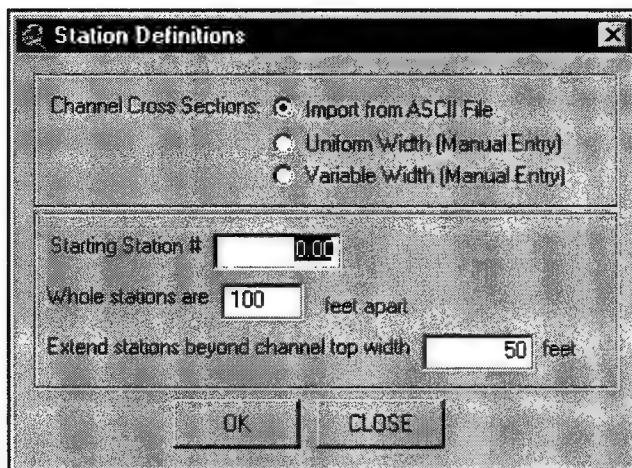 Station Definitions
Channel Cross Sections: Import from ASCII File
Uniform Width (Manual Entry)
Variable Width (Manual Entry)
Starting Station # 0.00
Whole stations are 100 feet apart
Extend stations beyond channel top width 50 feet
OK CLOSE